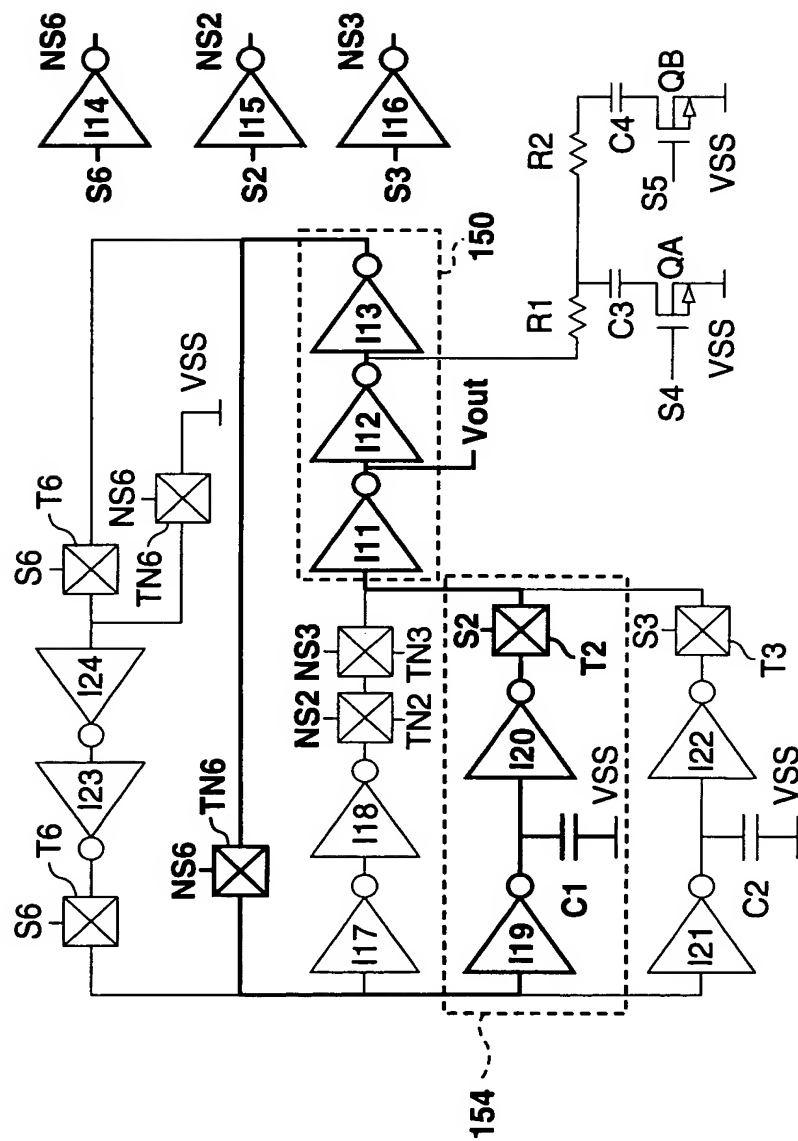 S6 I14 NS6
S2 I15 NS2
S3 I16 NS3
S6 T6
S6 T6
I23 I24
TN6 NS6 VSS
NS6 TN6
150
I11 I12 I13
Vout
NS2 NS3
I17 I18
TN2 TN3
154
S2
I19 I20
T2
C1 VSS
S3
I21 I22
T3
C2 VSS
R1 R2
C3 C4
S4 QA
VSS
S5 QB
VSS